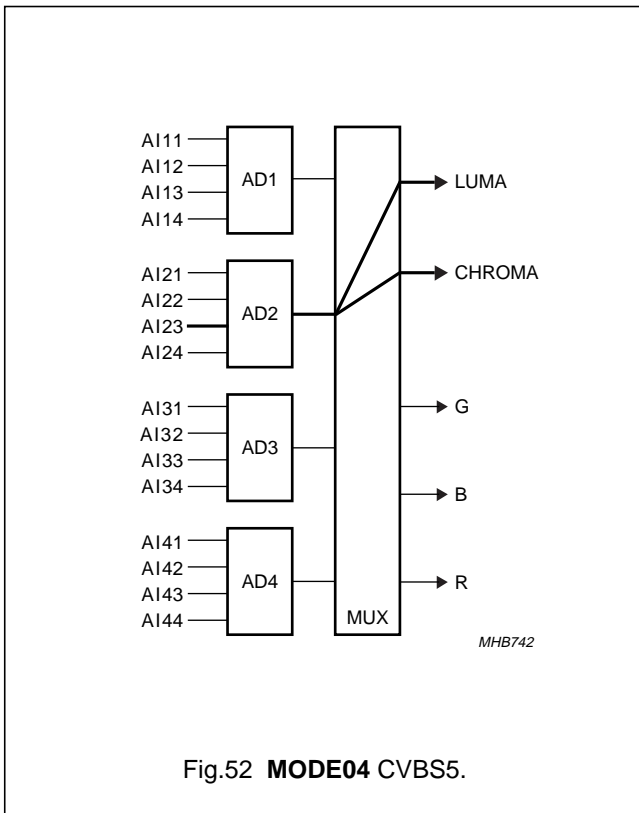 AI11
AI12
AI13
AI14
AD1
LUMA
AI21
AI22
AI23
AI24
AD2
CHROMA
AI31
AI32
AI33
AI34
AD3
G
B
AI41
AI42
AI43
AI44
AD4
R
MUX
MHB742
Fig.52 MODE04 CVBS5.